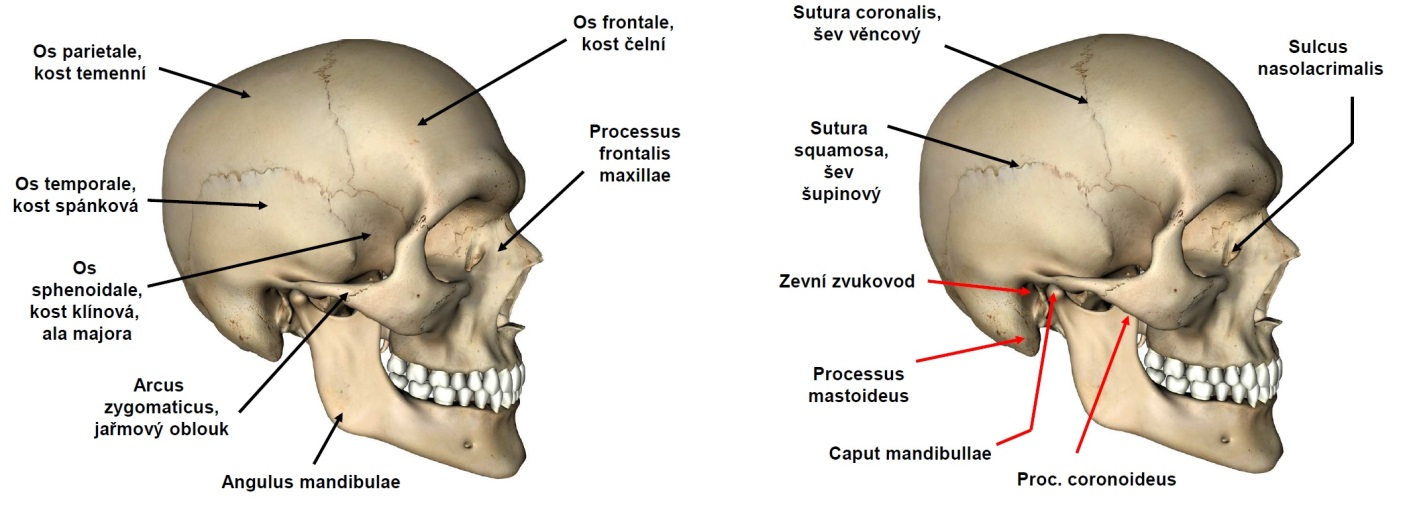 Os parietale,
kost temenní
Os frontale,
kost čelní
Processus
frontalis
maxillae
Os temporale,
kost spánková
Os
sphenoidale,
kost klínová,
ala majora
Arcus
zygomaticus,
jařmový oblouk
Angulus mandibulae
Sutura coronalis,
šev věncový
Sulcus
nasolacrimalis
Sutura
squamosa,
šev
šupinový
Zevní zvukovod
Processus
mastoideus
Caput mandibullae
Proc. coronoideus